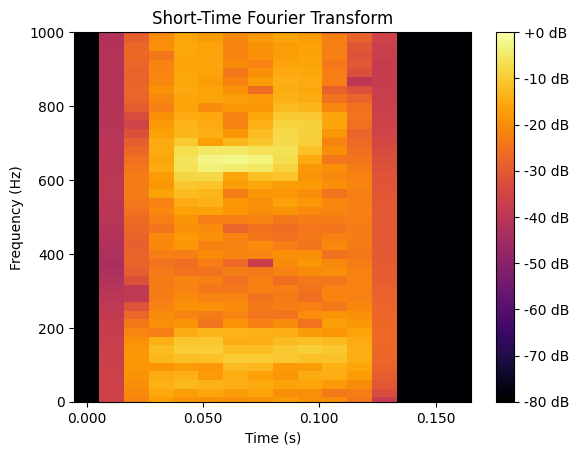 Short-Time Fourier Transform
Frequency (Hz)
1000
800
600
400
200
0
0.000
0.050
0.100
0.150
Time (s)
+0 dB
-10 dB
-20 dB
-30 dB
-40 dB
-50 dB
-60 dB
-70 dB
-80 dB